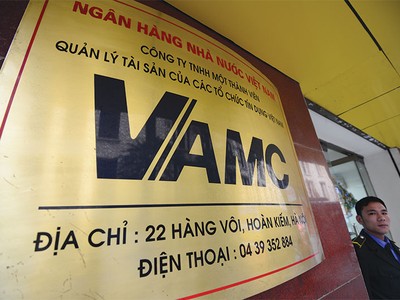 NGÂN HÀNG NHÀ NƯỚC VIỆT NAM
CÔNG TY TNHH MỘT THÀNH VIÊN
QUẢN LÝ TÀI SẢN CỦA CÁC TỔ CHỨC TÍN DỤNG VIỆT NAM
VAMC
ĐỊA CHỈ : 22 HÀNG VÔI, HOÀN KIẾM, HÀ NỘI
ĐIỆN THOẠI : 04 39 352 884